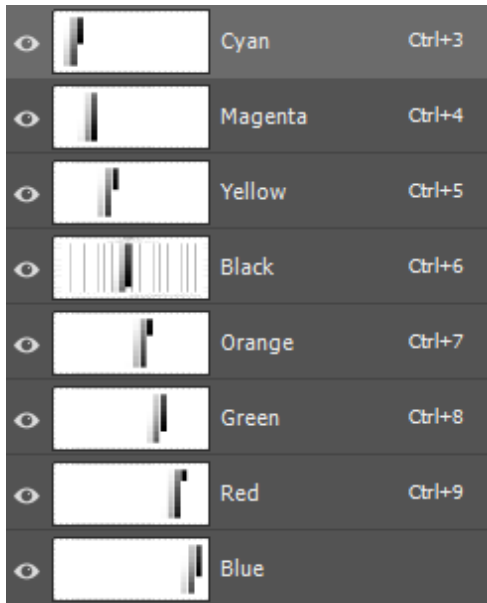 Cyan Ctrl+3
Magenta Ctrl+4
Yellow Ctrl+5
Black Ctrl+6
Orange Ctrl+7
Green Ctrl+8
Red Ctrl+9
Blue